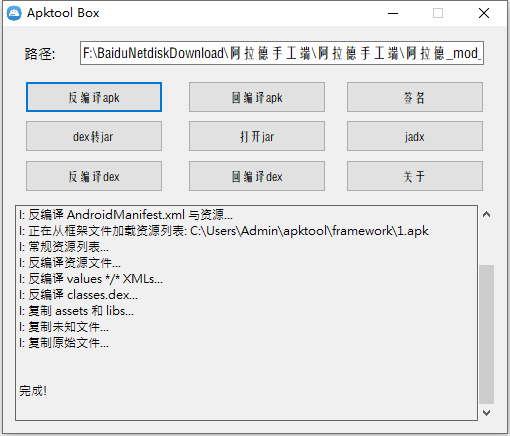 Apktool Box
路径: F:\BaiduNetdiskDownload\阿拉德手工端\阿拉德手工端\阿拉德_mod_
反编译apk 回编译apk 签名
dex转jar 打开jar jadx
反编译dex 回编译dex 关于
I: 反编译 AndroidManifest.xml 与资源...
I: 正在从框架文件加载资源列表: C:\Users\Admin\apktool\framework\1.apk
I: 常规资源列表...
I: 反编译资源文件...
I: 反编译 values */* XMLs...
I: 反编译 classes.dex...
I: 复制 assets 和 libs...
I: 复制未知文件...
I: 复制原始文件...
完成!